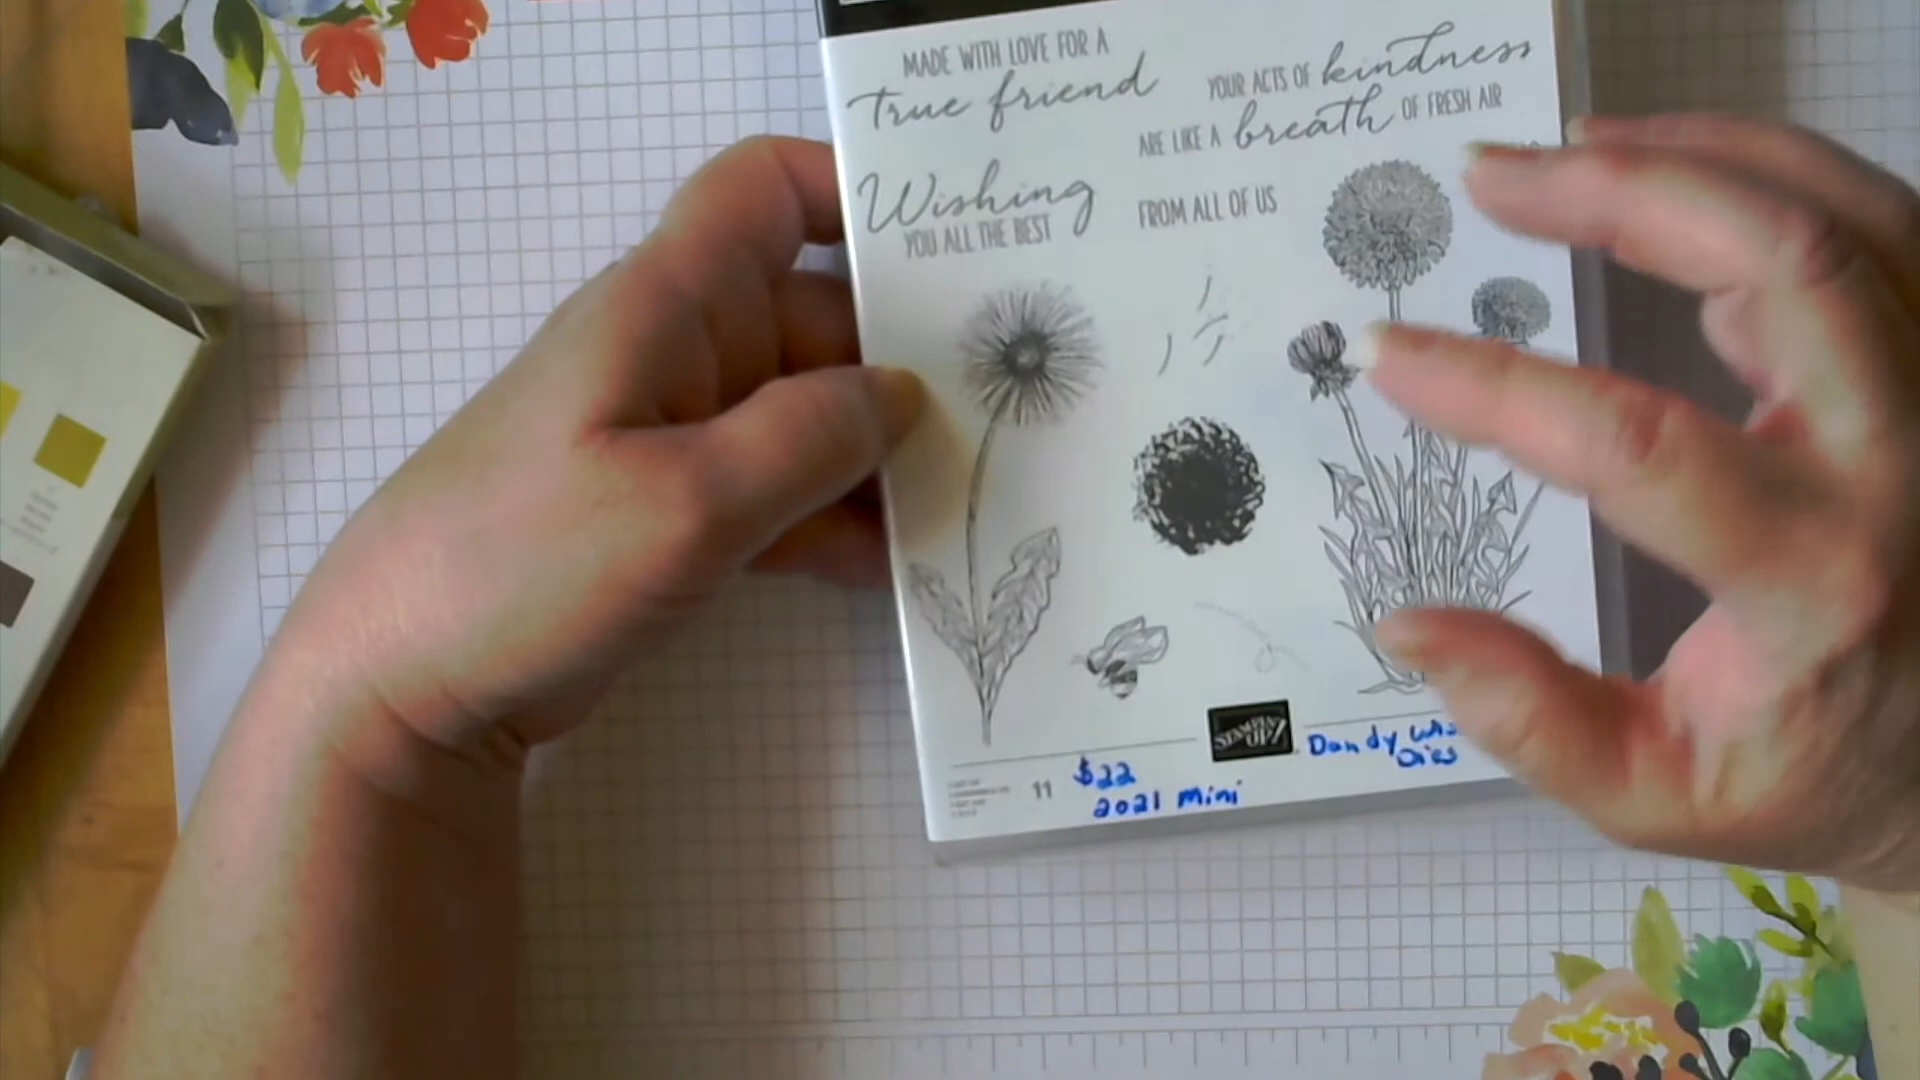 MADE WITH LOVE FOR A
true friend
YOUR ACTS OF kindness
ARE LIKE A breath OF FRESH AIR
Wishing
YOU ALL THE BEST
FROM ALL OF US
STAMPIN' UP!
Dandy
Dies
11
$22
2021 Mini